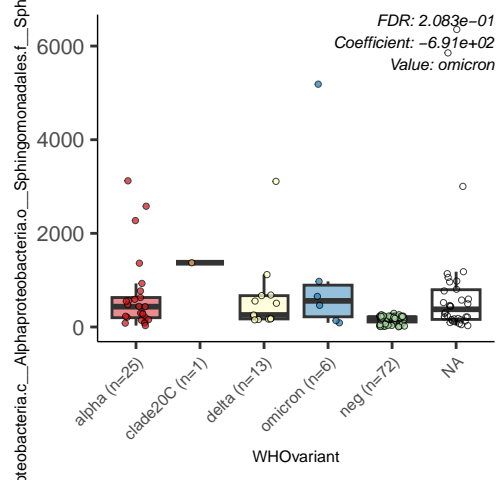 FDR: 2.083e−01
Coefficient: −6.91e+02
Value: omicron
oteobacteria.c__Alphaproteobacteria.o__Sphingomonadales.f__Sph
6000
4000
2000
0
alpha (n=25)
clade20C (n=1)
delta (n=13)
omicron (n=6)
neg (n=72)
NA
WHOvariant